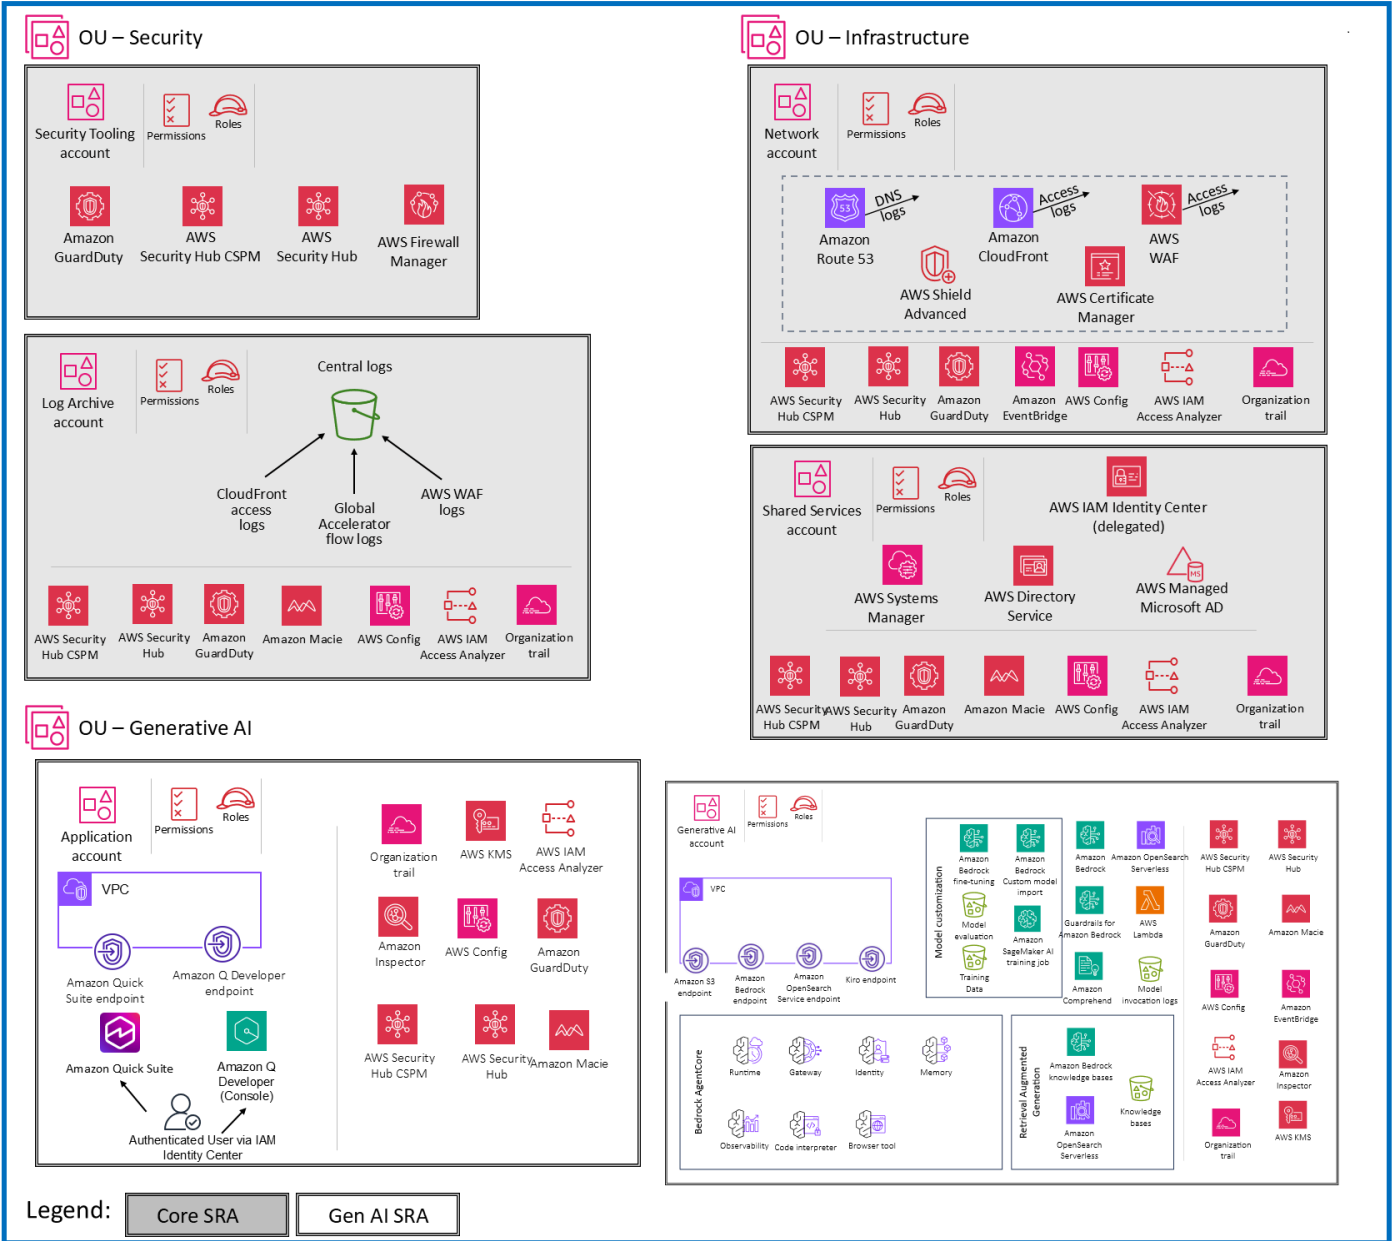 OU – Security
Security Tooling
account
Permissions
Roles
Amazon
GuardDuty
AWS
Security Hub CSPM
AWS
Security Hub
AWS Firewall
Manager
Log Archive
account
Permissions
Roles
Central logs
CloudFront
access
logs
Global
Accelerator
flow logs
AWS WAF
logs
AWS Security
Hub CSPM
AWS Security
Hub
Amazon
GuardDuty
Amazon Macie
AWS Config
AWS IAM
Access Analyzer
Organization
trail
OU – Infrastructure
Network
account
Permissions
Roles
53
DNS
logs
Amazon
Route 53
Access
logs
Amazon
CloudFront
Access
logs
AWS
WAF
AWS Shield
Advanced
AWS Certificate
Manager
AWS Security
Hub CSPM
AWS Security
Hub
Amazon
GuardDuty
Amazon
EventBridge
AWS Config
AWS IAM
Access Analyzer
Organization
trail
Shared Services
account
Permissions
Roles
AWS IAM Identity Center
(delegated)
AWS Systems
Manager
AWS Directory
Service
MS
AWS Managed
Microsoft AD
AWS Security
Hub CSPM
AWS Security
Hub
Amazon
GuardDuty
Amazon Macie
AWS Config
AWS IAM
Access Analyzer
Organization
trail
OU – Generative AI
Application
account
Permissions
Roles
VPC
Amazon Quick
Suite endpoint
Amazon Q Developer
endpoint
Amazon Quick Suite
Amazon Q
Developer
(Console)
Authenticated User via IAM
Identity Center
Organization
trail
AWS KMS
AWS IAM
Access Analyzer
Amazon
Inspector
AWS Config
Amazon
GuardDuty
AWS Security
Hub CSPM
AWS Security
Hub
Amazon Macie
Generative AI
account
Permissions
Roles
VPC
Amazon S3
endpoint
Amazon
Bedrock
endpoint
Amazon
OpenSearch
Service endpoint
Kiro endpoint
Model customization
Amazon
Bedrock
fine-tuning
Amazon
Bedrock
Custom model
import
Model
evaluation
Amazon
SageMaker AI
training job
Training
Data
Amazon
Bedrock
Amazon OpenSearch
Serverless
Guardrails for
Amazon Bedrock
AWS
Lambda
Amazon
Comprehend
Model
invocation logs
Bedrock AgentCore
Runtime
Gateway
Identity
Memory
Observability
Code interpreter
Browser tool
Retrieval Augmented
Generation
Amazon Bedrock
knowledge bases
Amazon
OpenSearch
Serverless
Knowledge
bases
AWS Security
Hub CSPM
AWS Security
Hub
Amazon
GuardDuty
Amazon Macie
AWS Config
Amazon
EventBridge
AWS IAM
Access Analyzer
Amazon
Inspector
Organization
trail
AWS KMS
Legend:
Core SRA
Gen AI SRA